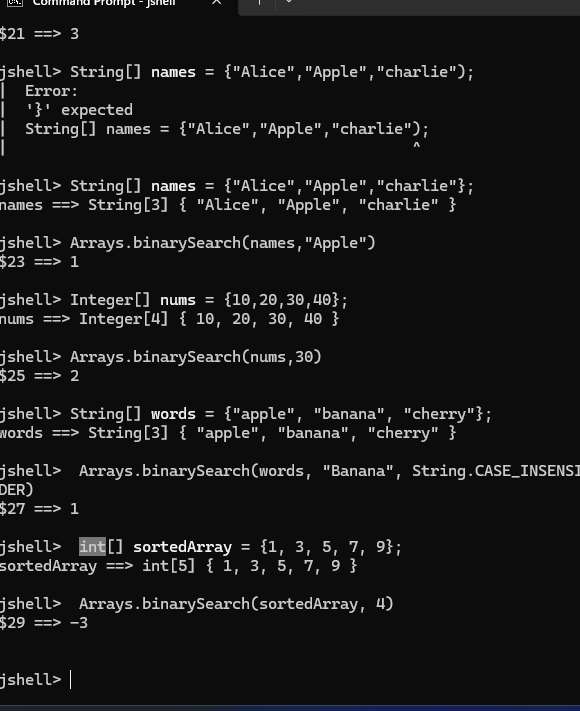 Command Prompt - jshell
$21 ==> 3
jshell> String[] names = {"Alice","Apple","charlie");
|  Error:
|  '}' expected
|  String[] names = {"Alice","Apple","charlie");
|                                             ^
jshell> String[] names = {"Alice","Apple","charlie"};
names ==> String[3] { "Alice", "Apple", "charlie" }
jshell> Arrays.binarySearch(names,"Apple")
$23 ==> 1
jshell> Integer[] nums = {10,20,30,40};
nums ==> Integer[4] { 10, 20, 30, 40 }
jshell> Arrays.binarySearch(nums,30)
$25 ==> 2
jshell> String[] words = {"apple", "banana", "cherry"};
words ==> String[3] { "apple", "banana", "cherry" }
jshell>  Arrays.binarySearch(words, "Banana", String.CASE_INSENSI
DER)
$27 ==> 1
jshell>  int[] sortedArray = {1, 3, 5, 7, 9};
sortedArray ==> int[5] { 1, 3, 5, 7, 9 }
jshell>  Arrays.binarySearch(sortedArray, 4)
$29 ==> -3
jshell>